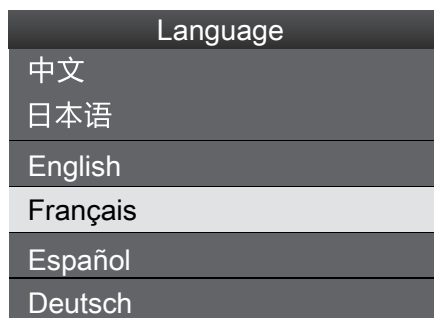 Language
中文
日本语
English
Français
Español
Deutsch